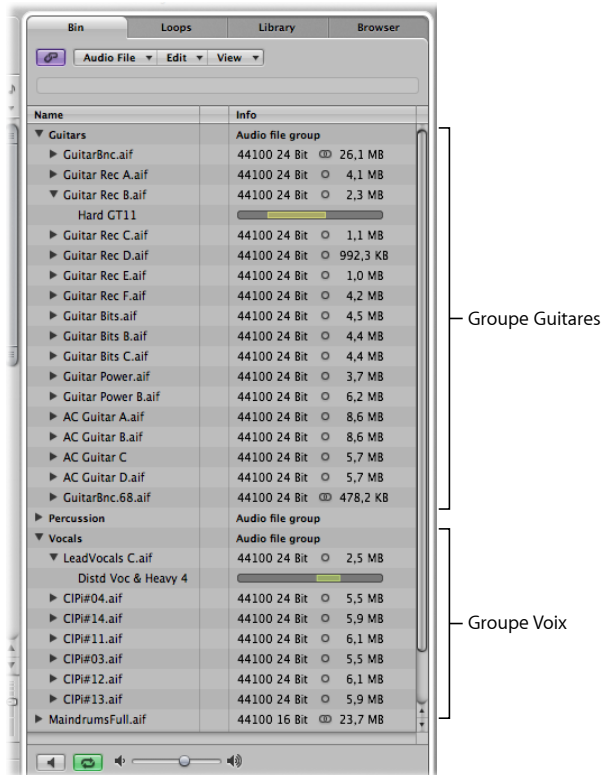 Bin Loops Library Browser
Audio File Edit View
Name Info
Guitars Audio file group
GuitarBnc.aif 44100 24 Bit 26,1 MB
Guitar Rec A.aif 44100 24 Bit 4,1 MB
Guitar Rec B.aif 44100 24 Bit 2,3 MB
Hard GT11
Guitar Rec C.aif 44100 24 Bit 1,1 MB
Guitar Rec D.aif 44100 24 Bit 992,3 KB
Guitar Rec E.aif 44100 24 Bit 1,0 MB
Guitar Rec F.aif 44100 24 Bit 4,2 MB
Guitar Bits.aif 44100 24 Bit 4,5 MB
Guitar Bits B.aif 44100 24 Bit 4,4 MB
Guitar Bits C.aif 44100 24 Bit 4,4 MB
Groupe Guitares
Guitar Power.aif 44100 24 Bit 3,7 MB
Guitar Power B.aif 44100 24 Bit 6,2 MB
AC Guitar A.aif 44100 24 Bit 8,6 MB
AC Guitar B.aif 44100 24 Bit 8,6 MB
AC Guitar C 44100 24 Bit 5,7 MB
AC Guitar D.aif 44100 24 Bit 5,7 MB
GuitarBnc.68.aif 44100 24 Bit 478,2 KB
Percussion Audio file group
Vocals Audio file group
LeadVocals C.aif 44100 24 Bit 2,5 MB
Distd Voc & Heavy 4
CIPi#04.aif 44100 24 Bit 5,5 MB
CIPi#14.aif 44100 24 Bit 5,9 MB
Groupe Voix
CIPi#11.aif 44100 24 Bit 6,1 MB
CIPi#03.aif 44100 24 Bit 5,5 MB
CIPi#12.aif 44100 24 Bit 6,1 MB
CIPi#13.aif 44100 24 Bit 5,9 MB
MaindrumsFull.aif 44100 16 Bit 23,7 MB